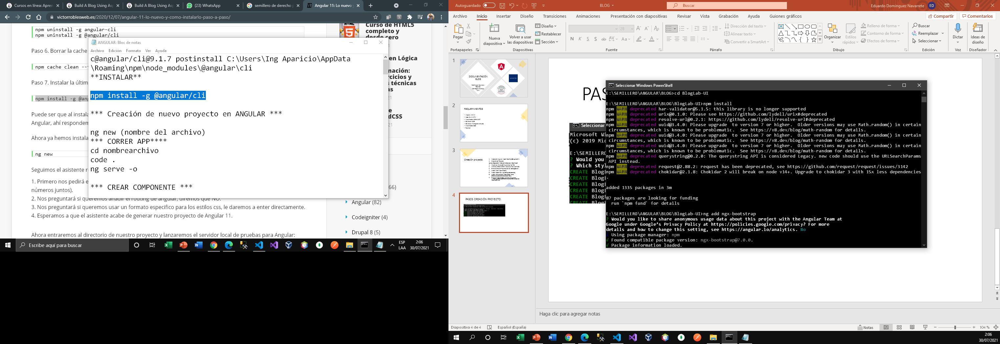 Cursos en línea: Apren
Build A Blog Using Asp
Build A Blog Using Asp
(23) WhatsApp
semillero de derecho p
Angular 11: Lo nuevo y
victorroblesweb.es/2020/12/07/angular-11-lo-nuevo-y-como-instalarlo-paso-a-paso/
npm uninstall -g angular-cli
npm uninstall -g @angular/cli
Paso 6. Borrar la cache
npm cache clean --
Paso 7. Instalar la últim
npm install -g @ang
Puede ser que al instala
Angular, ahí responden
Ahora ya hemos instala
ng new
Seguimos el asistente
1. Primero nos pedirá e
números juntos).
2. Nos preguntará si queremos añadir el routing de angular, diremos que NO.
3. Nos preguntará si queremos usar un formato especifico para los estilos css, le daremos a enter directamente.
4. Esperamos a que el asistente acabe de generar nuestro proyecto de Angular 11.
Ahora entraremos al directorio de nuestro proyecto y lanzaremos el servidor local de pruebas para Angular:
HTML
Curso de HTML5
completo y
desde cero
en Lógica
mación:
rcicios y
s técnicas
as
21
e
dCSS
21
66)
Angular (82)
Codeigniter (4)
Drupal 8 (5)
ANGULAR: Bloc de notas
Archivo Edición Formato Ver Ayuda
c@angular/cli@9.1.7 postinstall C:\Users\Ing Aparicio\AppData
\Roaming\npm\node_modules\@angular\cli
**INSTALAR**
npm install -g @angular/cli
*** Creación de nuevo proyecto en ANGULAR ***
ng new (nombre del archivo)
*** CORRER APP****
cd nombrearchivo
code .
ng serve -o
*** CREAR COMPONENTE ***
Escribe aquí para buscar
ESP
LAA
2:06
30/07/2021
Autoguardado
BLOG
Buscar
Eduardo Dominguez Navarrete
ED
Archivo Inicio Insertar Diseño Transiciones Animaciones Presentación con diapositivas Revisar Vista Grabación Ayuda Guiones gráficos
Compartir
Comentarios
Pegar
Portapapeles
Nueva
diapositiva
Volver a usar
las diapositivas
Diseño
Restablecer
Sección
Diapositivas
28
N K S S ab AV Aa
Fuente
Dirección del texto
Alinear texto
Convertir a SmartArt
Párrafo
Organizar
Estilos
rápidos
Relleno de forma
Contorno de forma
Efectos de forma
Dibujo
Buscar
Reemplazar
Seleccionar
Edición
Dictar
Voz
Ideas de
diseño
Diseñador
1
DOCUMENTACIÓN
BLOG
2
REQUERIMIENTOS
3
Creación proyecto.
4
PASOS CREACIÓN PROYECTO.
PAS
Seleccionar
Microsoft Wi
(c) 2019 Mic
E:\SEMILLERO
? Would you
? Which styl
CREATE Blogl
CREATE Blogl
CREATE Blogl
CREATE Blogl
CREATE Blogl
CREATE Blogl
Seleccionar Windows PowerShell
E:\SEMILLERO\ANGULAR\BLOG>cd BlogLab-UI
E:\SEMILLERO\ANGULAR\BLOG\BlogLab-UI>npm install
npm WARN deprecated har-validator@5.1.5: this library is no longer supported
npm WARN deprecated urix@0.1.0: Please see https://github.com/lydell/urix#deprecated
npm WARN deprecated resolve-url@0.2.1: https://github.com/lydell/resolve-url#deprecated
npm WARN deprecated uuid@3.4.0: Please upgrade  to version 7 or higher.  Older versions may use Math.random() in certain
circumstances, which is known to be problematic.  See https://v8.dev/blog/math-random for details.
npm WARN deprecated uuid@3.4.0: Please upgrade  to version 7 or higher.  Older versions may use Math.random() in certain
circumstances, which is known to be problematic.  See https://v8.dev/blog/math-random for details.
npm WARN deprecated uuid@3.4.0: Please upgrade  to version 7 or higher.  Older versions may use Math.random() in certain
circumstances, which is known to be problematic.  See https://v8.dev/blog/math-random for details.
npm WARN deprecated querystring@0.2.0: The querystring API is considered Legacy. new code should use the URLSearchParams
API instead.
npm WARN deprecated request@2.88.2: request has been deprecated, see https://github.com/request/request/issues/3142
npm WARN deprecated chokidar@2.1.8: Chokidar 2 will break on node v14+. Upgrade to chokidar 3 with 15x less dependencies
.
added 1335 packages in 3m
87 packages are looking for funding
run `npm fund` for details
E:\SEMILLERO\ANGULAR\BLOG\BlogLab-UI>ng add ngx-bootstrap
? Would you like to share anonymous usage data about this project with the Angular Team at
Google under Google’s Privacy Policy at https://policies.google.com/privacy? For more
details and how to change this setting, see https://angular.io/analytics. No
i Using package manager: npm
√ Found compatible package version: ngx-bootstrap@7.0.0.
√ Package information loaded.
Haga clic para agregar notas
Diapositiva 4 de 4
Español (España)
Notas
104 %
2:06
30/07/2021